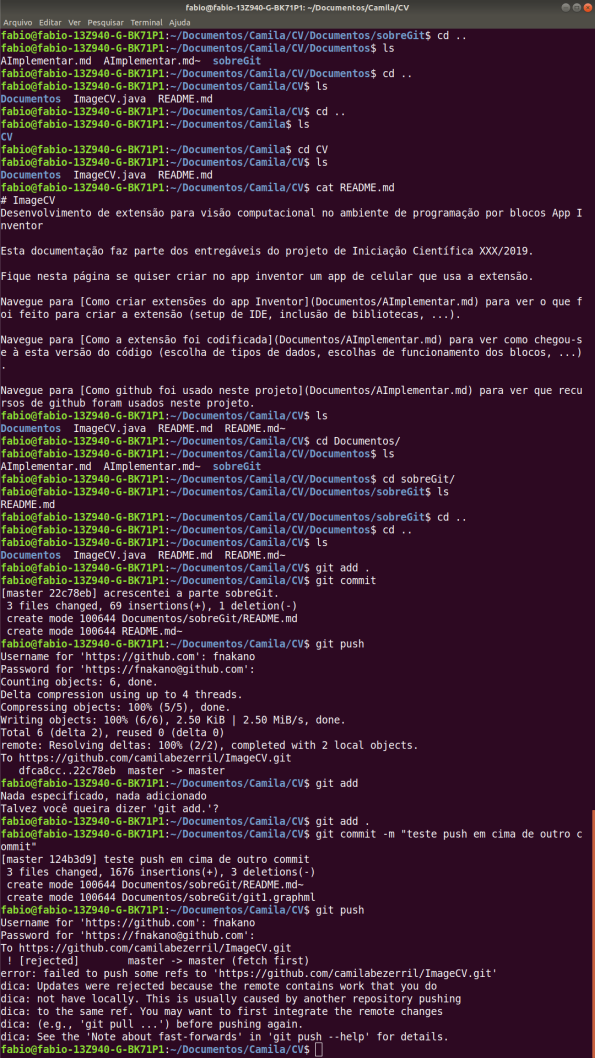 fabio@fabio-13Z940-G-BK71P1: ~/Documentos/Camila/CV
Arquivo Editar Ver Pesquisar Terminal Ajuda
fabio@fabio-13Z940-G-BK71P1:~/Documentos/Camila/CV/Documentos/sobreGit$ cd ..
fabio@fabio-13Z940-G-BK71P1:~/Documentos/Camila/CV/Documentos$ ls
AImplementar.md  AImplementar.md~  sobreGit
fabio@fabio-13Z940-G-BK71P1:~/Documentos/Camila/CV/Documentos$ cd ..
fabio@fabio-13Z940-G-BK71P1:~/Documentos/Camila/CV$ ls
Documentos  ImageCV.java  README.md
fabio@fabio-13Z940-G-BK71P1:~/Documentos/Camila/CV$ cd ..
fabio@fabio-13Z940-G-BK71P1:~/Documentos/Camila$ ls
CV
fabio@fabio-13Z940-G-BK71P1:~/Documentos/Camila$ cd CV
fabio@fabio-13Z940-G-BK71P1:~/Documentos/Camila/CV$ ls
Documentos  ImageCV.java  README.md
fabio@fabio-13Z940-G-BK71P1:~/Documentos/Camila/CV$ cat README.md
# ImageCV
Desenvolvimento de extensão para visão computacional no ambiente de programação por blocos App I
nventor
Esta documentação faz parte dos entregáveis do projeto de Iniciação Científica XXX/2019.
Fique nesta página se quiser criar no app inventor um app de celular que usa a extensão.
Navegue para [Como criar extensões do app Inventor](Documentos/AImplementar.md) para ver o que f
oi feito para criar a extensão (setup de IDE, inclusão de bibliotecas, ...).
Navegue para [Como a extensão foi codificada](Documentos/AImplementar.md) para ver como chegou-s
e à esta versão do código (escolha de tipos de dados, escolhas de funcionamento dos blocos, ...)
.
Navegue para [Como github foi usado neste projeto](Documentos/AImplementar.md) para ver que recu
rsos de github foram usados neste projeto.
fabio@fabio-13Z940-G-BK71P1:~/Documentos/Camila/CV$ ls
Documentos  ImageCV.java  README.md  README.md~
fabio@fabio-13Z940-G-BK71P1:~/Documentos/Camila/CV$ cd Documentos/
fabio@fabio-13Z940-G-BK71P1:~/Documentos/Camila/CV/Documentos$ ls
AImplementar.md  AImplementar.md~  sobreGit
fabio@fabio-13Z940-G-BK71P1:~/Documentos/Camila/CV/Documentos$ cd sobreGit/
fabio@fabio-13Z940-G-BK71P1:~/Documentos/Camila/CV/Documentos/sobreGit$ ls
README.md
fabio@fabio-13Z940-G-BK71P1:~/Documentos/Camila/CV/Documentos/sobreGit$ cd ..
fabio@fabio-13Z940-G-BK71P1:~/Documentos/Camila/CV/Documentos$ cd ..
fabio@fabio-13Z940-G-BK71P1:~/Documentos/Camila/CV$ ls
Documentos  ImageCV.java  README.md  README.md~
fabio@fabio-13Z940-G-BK71P1:~/Documentos/Camila/CV$ git add .
fabio@fabio-13Z940-G-BK71P1:~/Documentos/Camila/CV$ git commit
[master 22c78eb] acrescentei a parte sobreGit.
 3 files changed, 69 insertions(+), 1 deletion(-)
 create mode 100644 Documentos/sobreGit/README.md
 create mode 100644 README.md~
fabio@fabio-13Z940-G-BK71P1:~/Documentos/Camila/CV$ git push
Username for 'https://github.com': fnakano
Password for 'https://fnakano@github.com':
Counting objects: 6, done.
Delta compression using up to 4 threads.
Compressing objects: 100% (5/5), done.
Writing objects: 100% (6/6), 2.50 KiB | 2.50 MiB/s, done.
Total 6 (delta 2), reused 0 (delta 0)
remote: Resolving deltas: 100% (2/2), completed with 2 local objects.
To https://github.com/camilabezerril/ImageCV.git
   dfca8cc..22c78eb  master -> master
fabio@fabio-13Z940-G-BK71P1:~/Documentos/Camila/CV$ git add
Nada especificado, nada adicionado
Talvez você queira dizer 'git add.'?
fabio@fabio-13Z940-G-BK71P1:~/Documentos/Camila/CV$ git add .
fabio@fabio-13Z940-G-BK71P1:~/Documentos/Camila/CV$ git commit -m "teste push em cima de outro c
ommit"
[master 124b3d9] teste push em cima de outro commit
 3 files changed, 1676 insertions(+), 3 deletions(-)
 create mode 100644 Documentos/sobreGit/README.md~
 create mode 100644 Documentos/sobreGit/git1.graphml
fabio@fabio-13Z940-G-BK71P1:~/Documentos/Camila/CV$ git push
Username for 'https://github.com': fnakano
Password for 'https://fnakano@github.com':
To https://github.com/camilabezerril/ImageCV.git
 ! [rejected]        master -> master (fetch first)
error: failed to push some refs to 'https://github.com/camilabezerril/ImageCV.git'
dica: Updates were rejected because the remote contains work that you do
dica: not have locally. This is usually caused by another repository pushing
dica: to the same ref. You may want to first integrate the remote changes
dica: (e.g., 'git pull ...') before pushing again.
dica: See the 'Note about fast-forwards' in 'git push --help' for details.
fabio@fabio-13Z940-G-BK71P1:~/Documentos/Camila/CV$